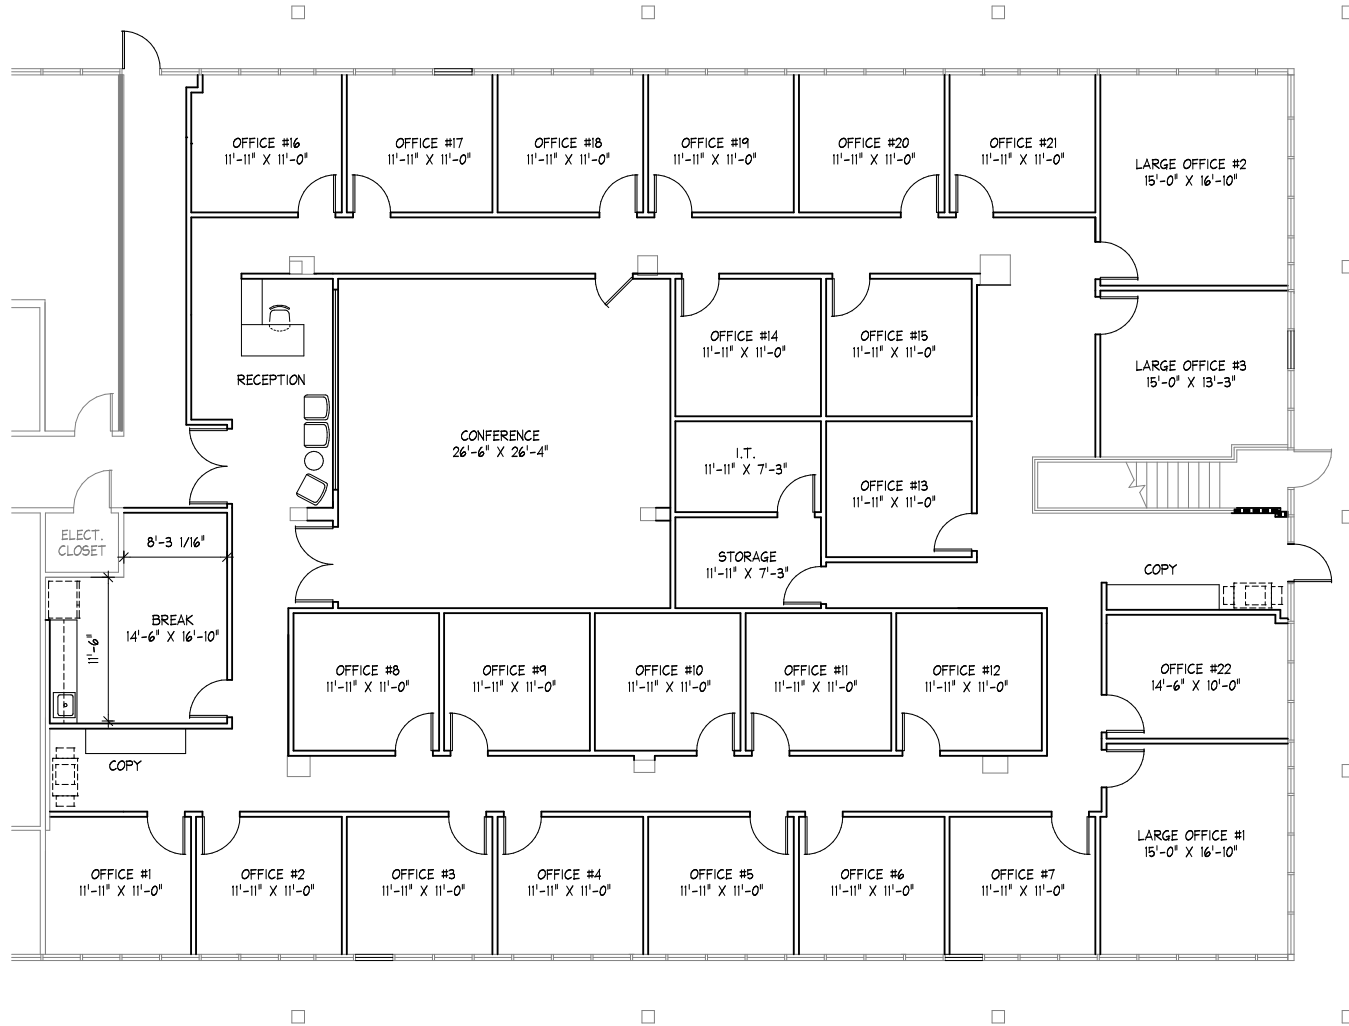 OFFICE #16
11'-11" X 11'-0"
OFFICE #17
11'-11" X 11'-0"
OFFICE #18
11'-11" X 11'-0"
OFFICE #19
11'-11" X 11'-0"
OFFICE #20
11'-11" X 11'-0"
OFFICE #21
11'-11" X 11'-0"
LARGE OFFICE #2
15'-0" X 16'-10"
OFFICE #14
11'-11" X 11'-0"
OFFICE #15
11'-11" X 11'-0"
LARGE OFFICE #3
15'-0" X 13'-3"
RECEPTION
CONFERENCE
26'-6" X 26'-4"
I.T.
11'-11" X 7'-3"
OFFICE #13
11'-11" X 11'-0"
ELECT.
CLOSET
8'-3 1/16"
STORAGE
11'-11" X 7'-3"
COPY
BREAK
14'-6" X 16'-10"
11'-6"
OFFICE #8
11'-11" X 11'-0"
OFFICE #9
11'-11" X 11'-0"
OFFICE #10
11'-11" X 11'-0"
OFFICE #11
11'-11" X 11'-0"
OFFICE #12
11'-11" X 11'-0"
OFFICE #22
14'-6" X 10'-0"
COPY
LARGE OFFICE #1
15'-0" X 16'-10"
OFFICE #1
11'-11" X 11'-0"
OFFICE #2
11'-11" X 11'-0"
OFFICE #3
11'-11" X 11'-0"
OFFICE #4
11'-11" X 11'-0"
OFFICE #5
11'-11" X 11'-0"
OFFICE #6
11'-11" X 11'-0"
OFFICE #7
11'-11" X 11'-0"